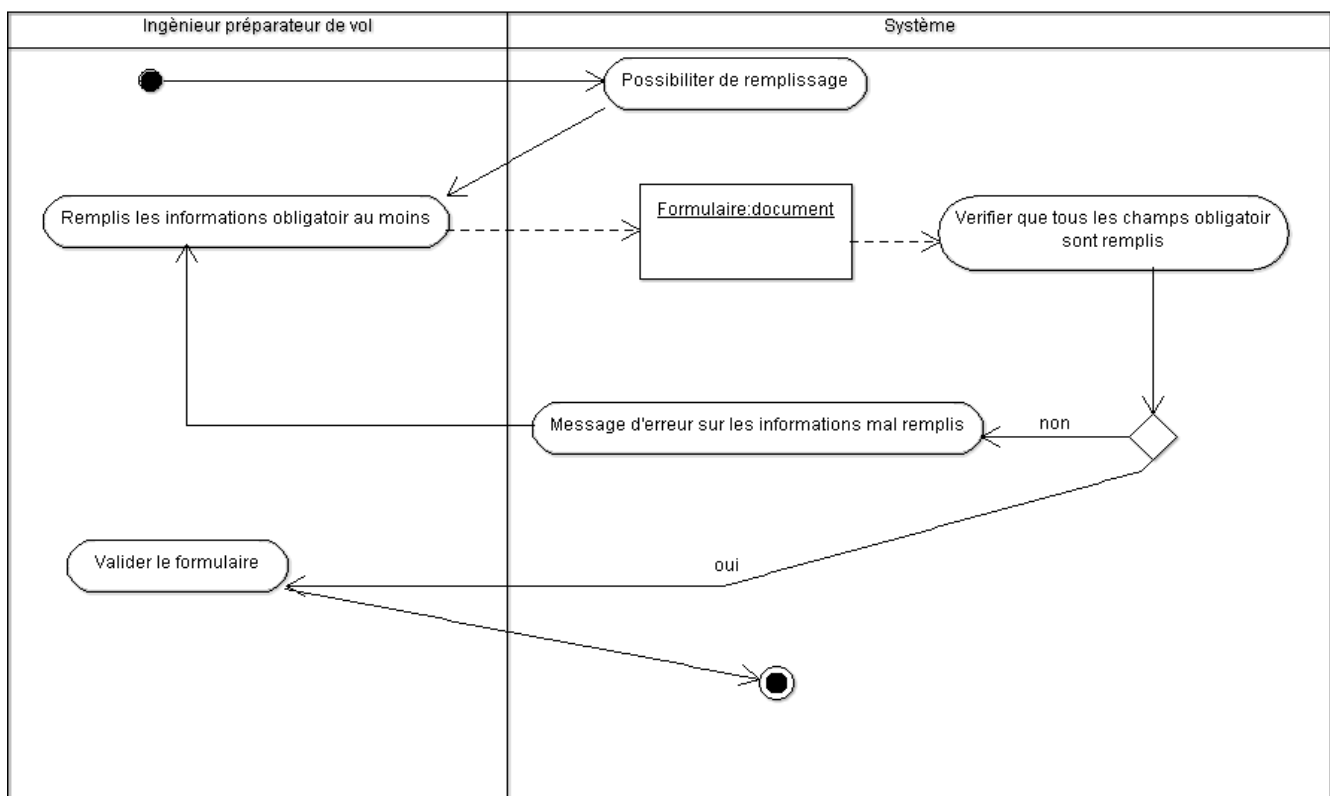 Ingènieur préparateur de vol
Système
Possibiliter de remplissage
Remplis les informations obligatoir au moins
Formulaire:document
Verifier que tous les champs obligatoir
sont remplis
Message d'erreur sur les informations mal remplis
non
Valider le formulaire
oui